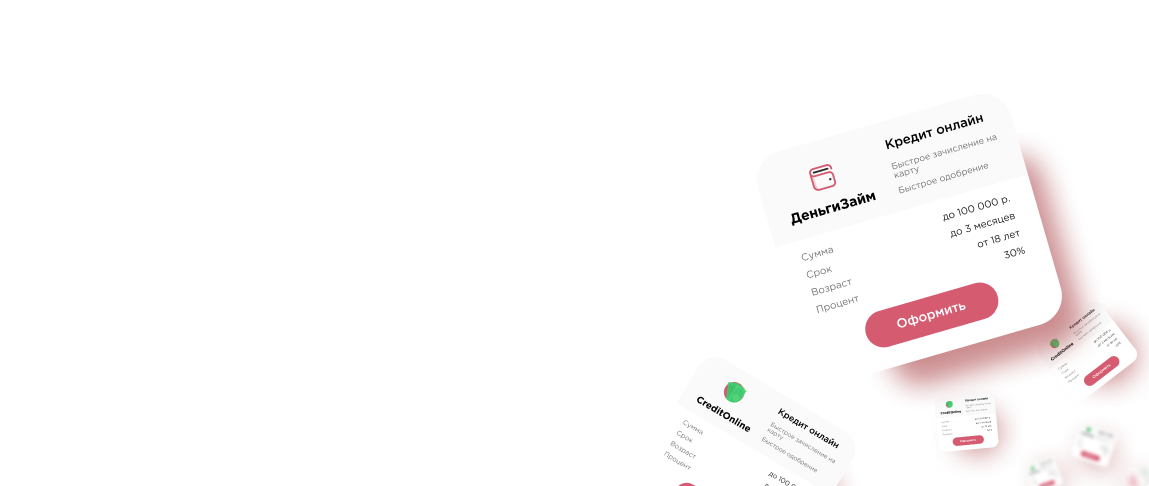 Кредит онлайн
Быстрое зачисление на
карту
Быстрое одобрение
ДеньгиЗайм
Сумма
до 100 000 р.
Срок
до 3 месяцев
Возраст
от 18 лет
Процент
30%
Оформить
CreditOnline
Кредит онлайн
Быстрое зачисление на
карту
Быстрое одобрение
Сумма
Срок
Возраст
Процент
до 100
Кредит онлайн
CreditOnline
Оформить
Кредит онлайн
CreditOnline
Оформить